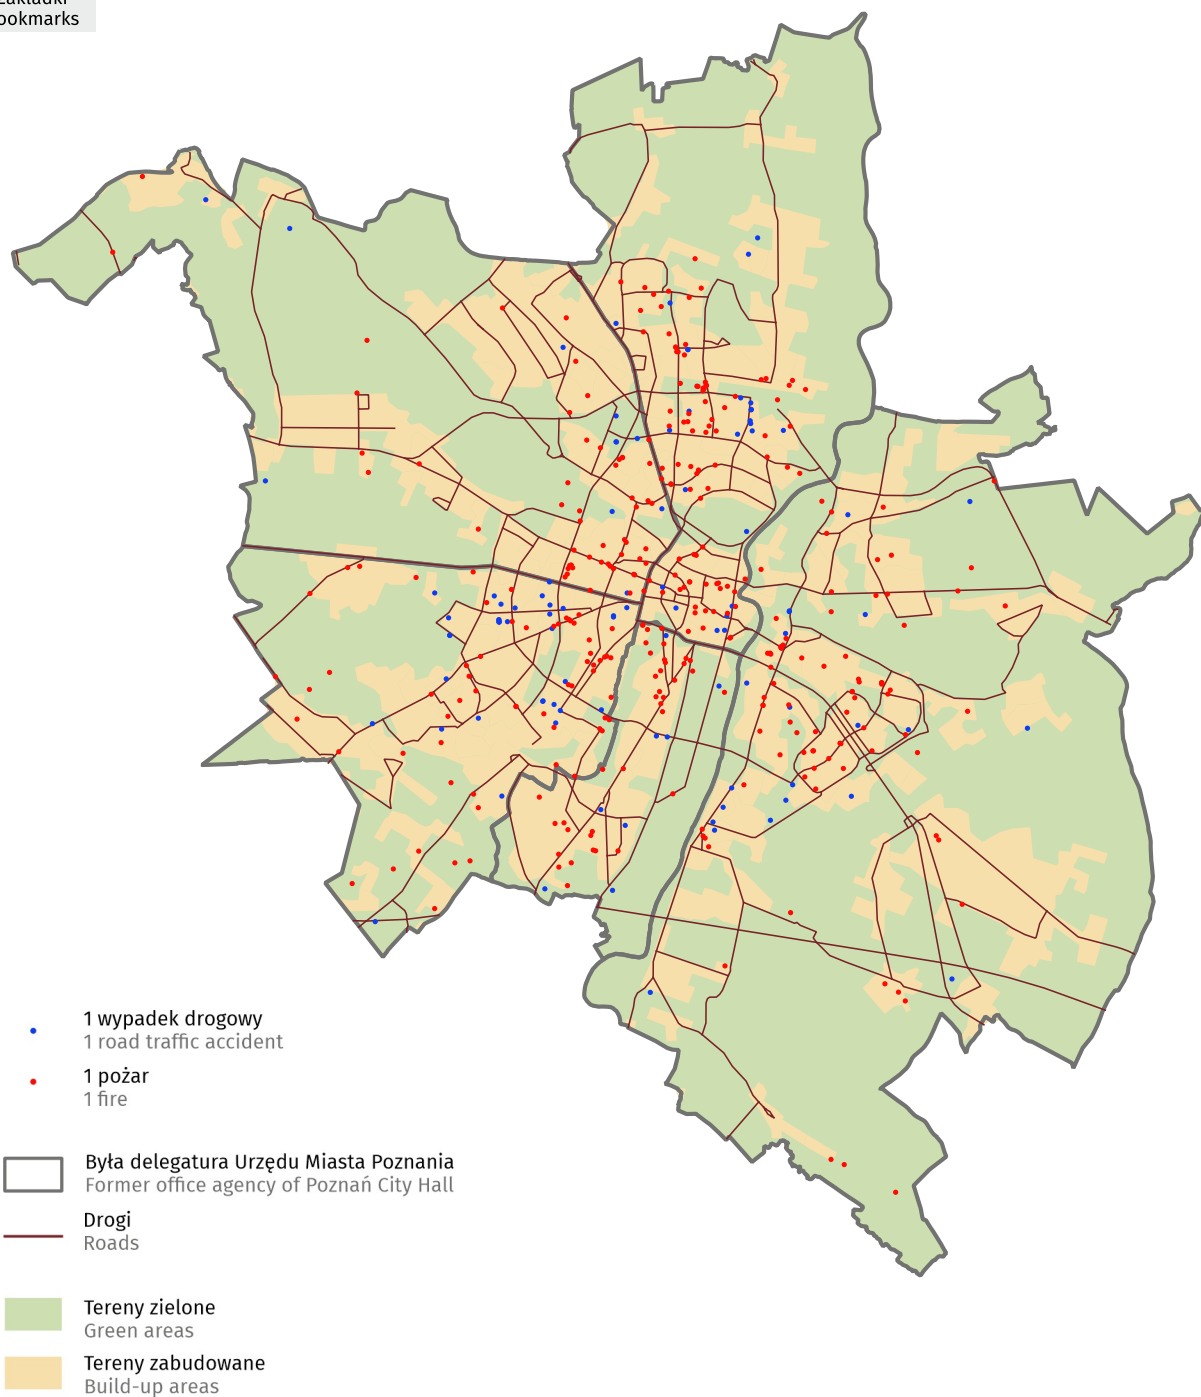 ookmarks
1 wypadek drogowy
1 road traffic accident
1 pożar
1 fire
Była delegatura Urzędu Miasta Poznania
Former office agency of Poznań City Hall
Drogi
Roads
Tereny zielone
Green areas
Tereny zabudowane
Build-up areas